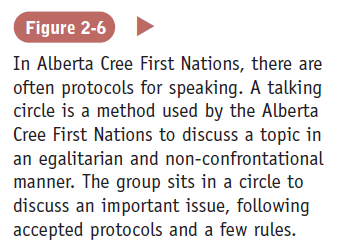 Figure 2-6
In Alberta Cree First Nations, there are
often protocols for speaking. A talking
circle is a method used by the Alberta
Cree First Nations to discuss a topic in
an egalitarian and non-confrontational
manner. The group sits in a circle to
discuss an important issue, following
accepted protocols and a few rules.